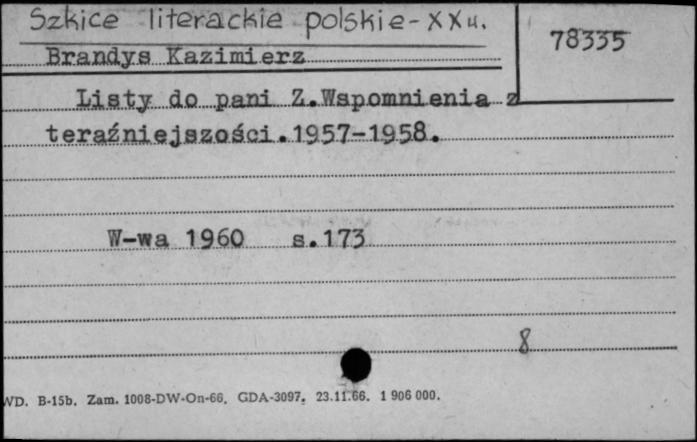 Szkice literackie polskie - XX w.
78335
Brandys Kazimierz
Listy do pani Z.Wspomnienia z
teraźniejszości.1957-1958.
W-wa 1960 s.173
8
WD. B-15b. Zam. 1008-DW-On-66. GDA-3097. 23.11.66. 1 906 000.